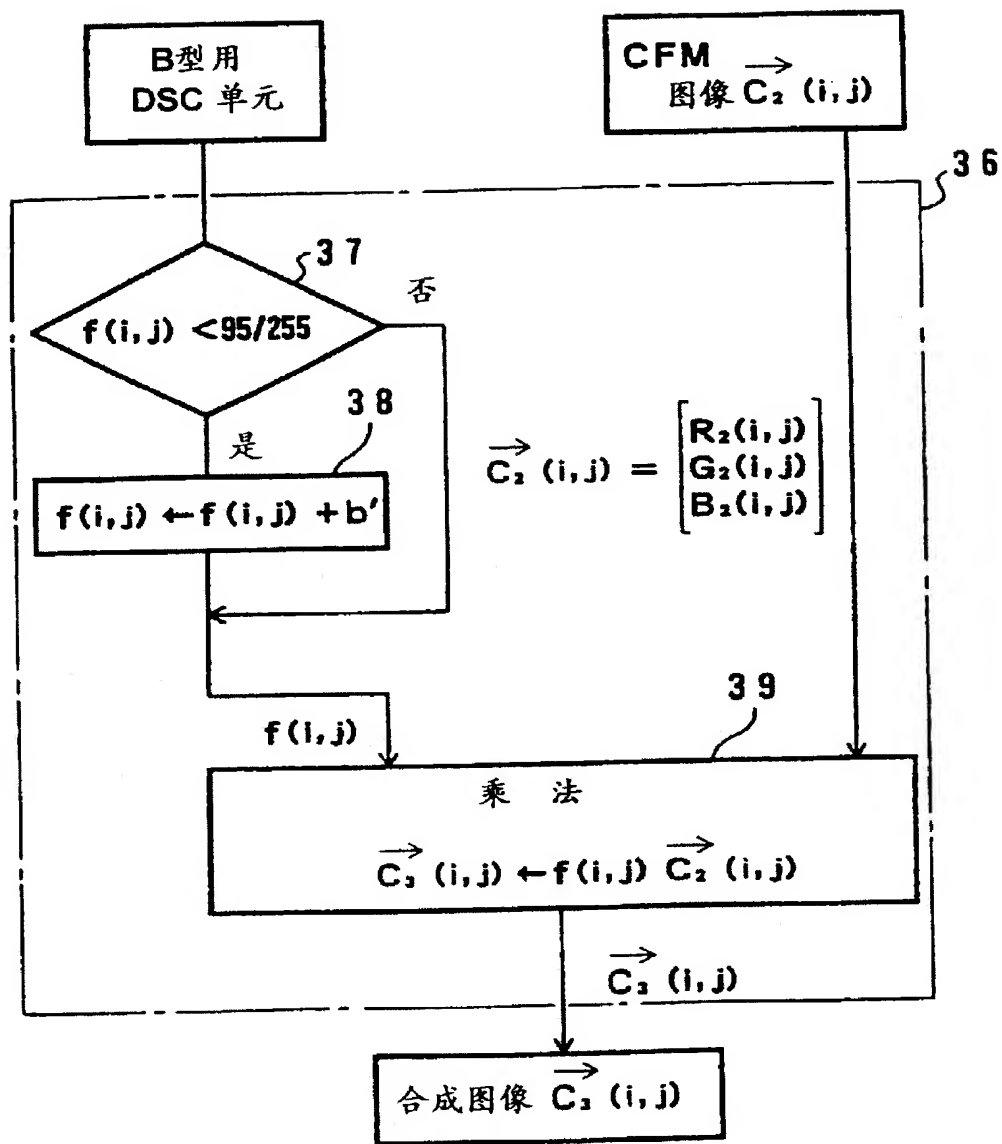 B型用
DSC 单元
CFM
图像 C₂ (i,j)
36
37
否
f(i,j) <95/255
38
是
f(i,j) ←f(i,j) +b'
C₂ (i,j) =
R₂(i,j)
G₂(i,j)
B₂(i,j)
39
f(i,j)
乘 法
C₃ (i,j) ←f(i,j) C₂ (i,j)
C₃ (i,j)
合成图像 C₃ (i,j)